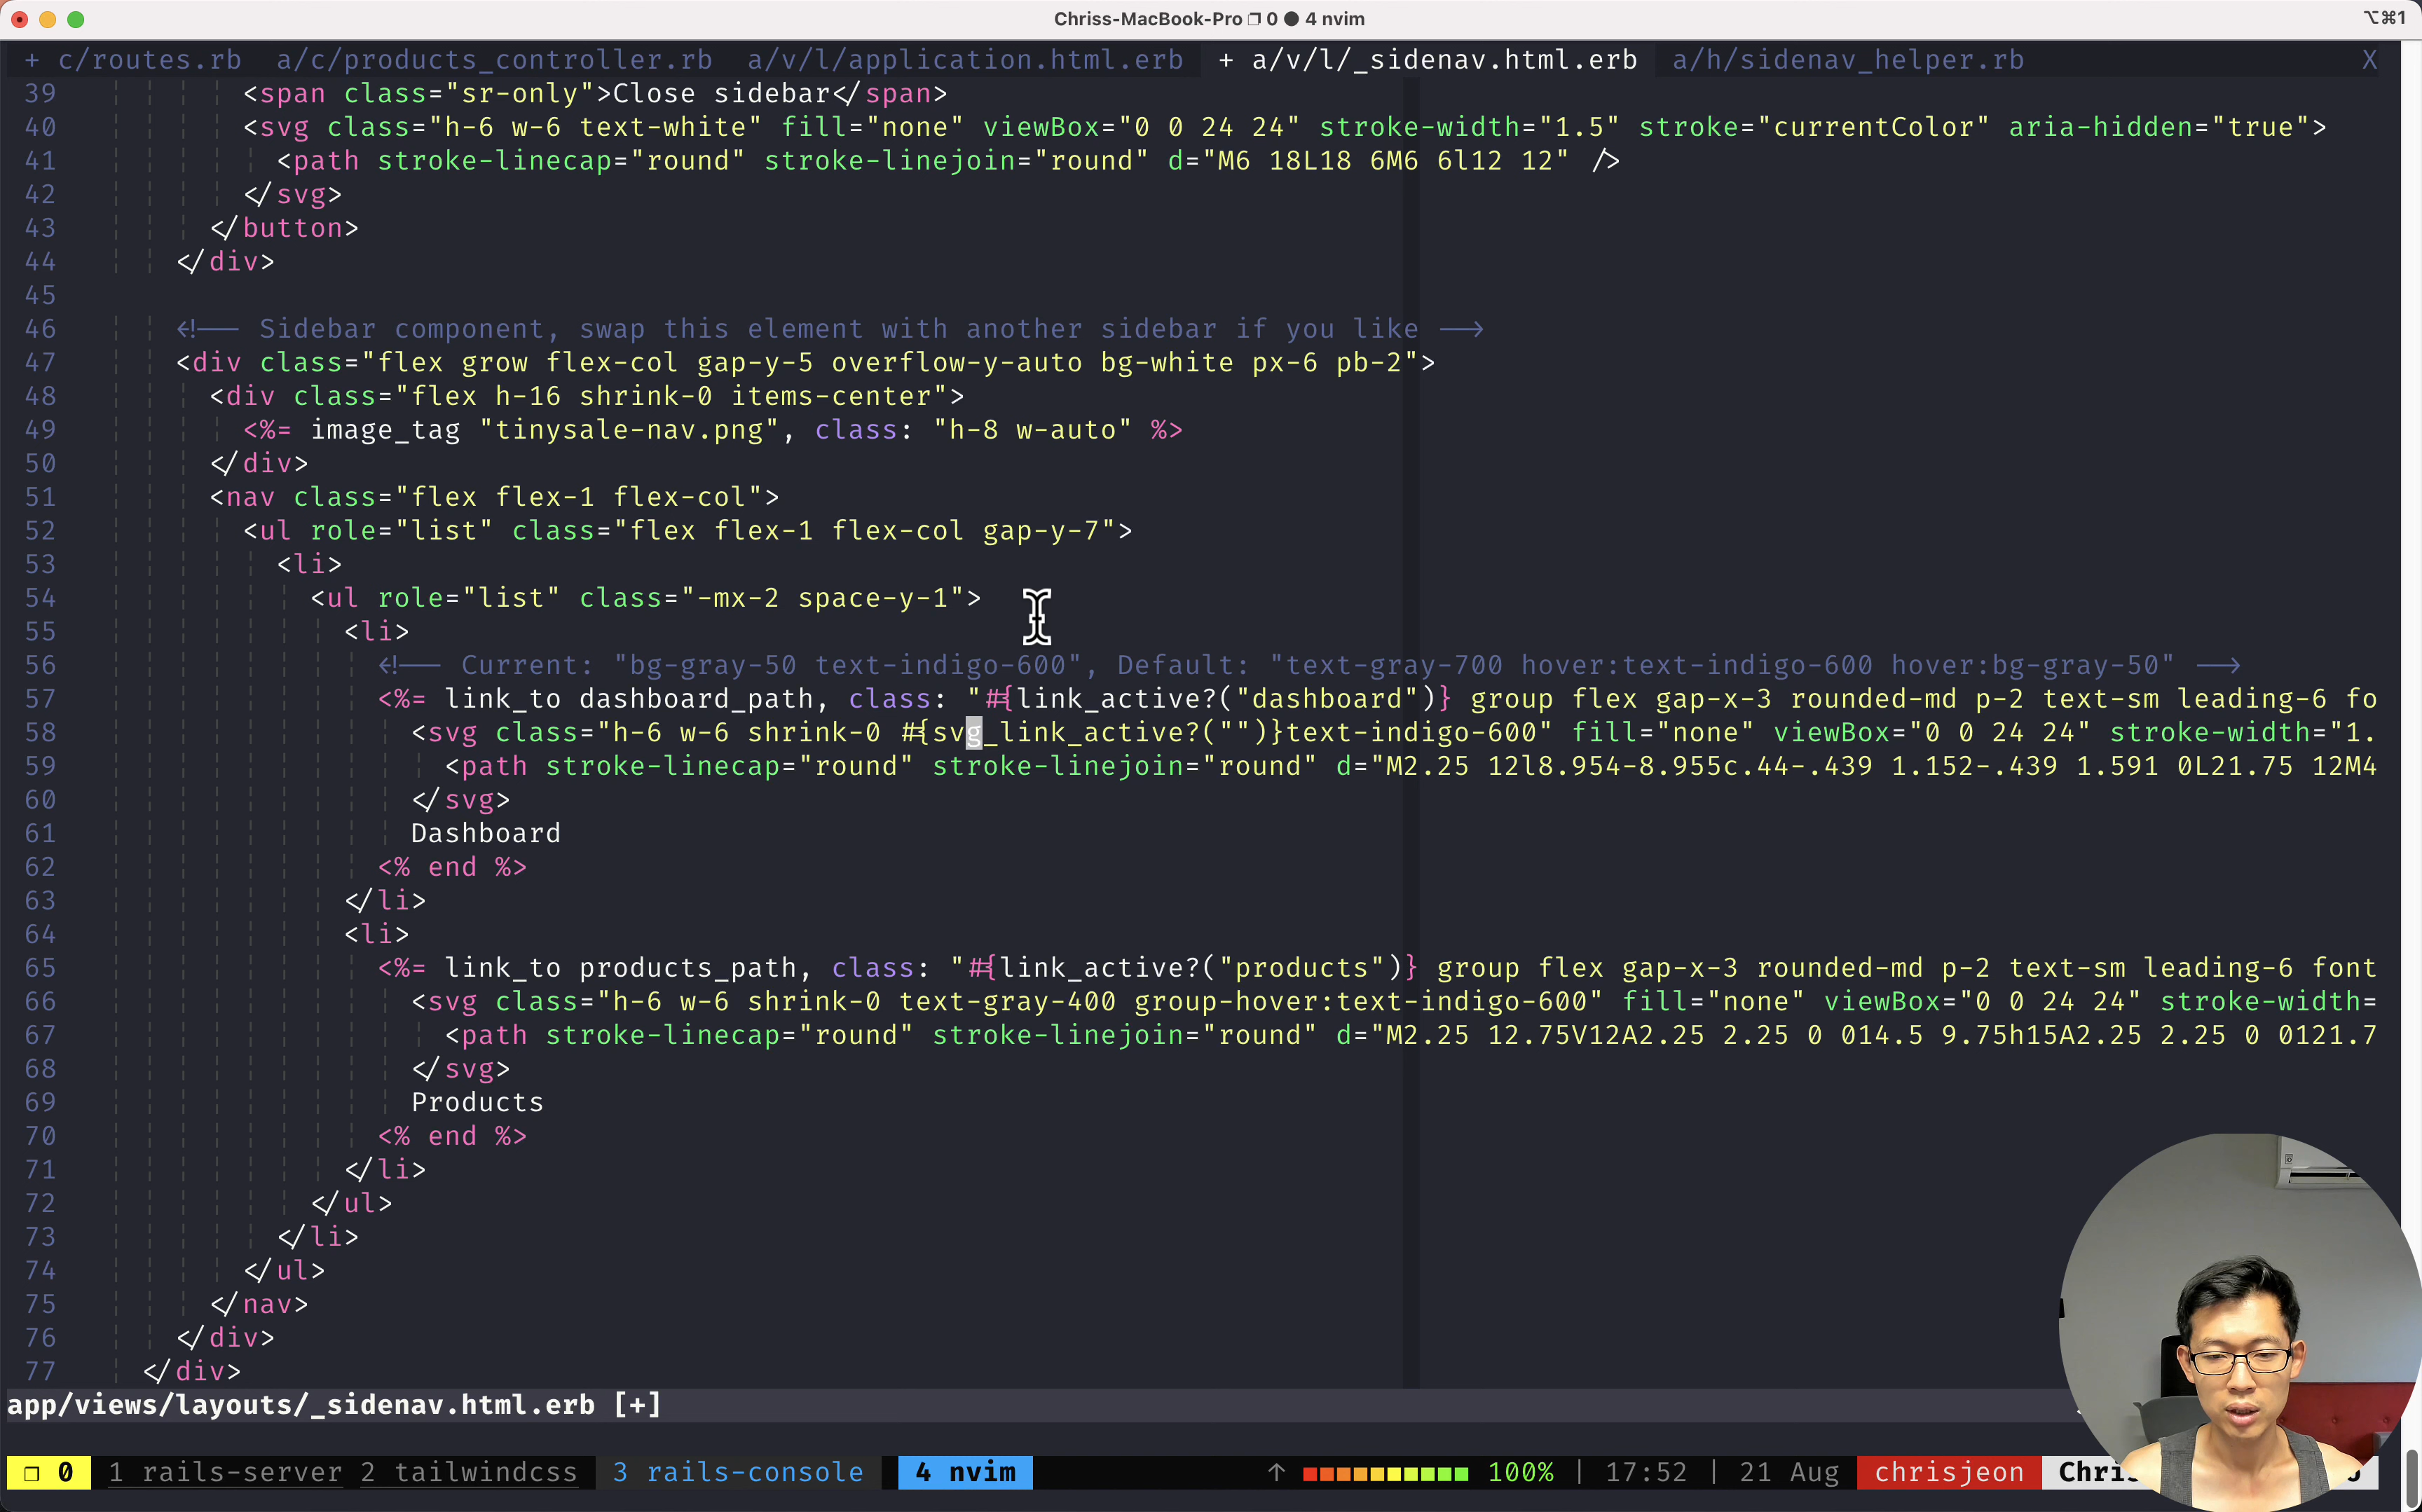 Chriss-MacBook-Pro ❐ 0 ● 4 nvim
⌥⌘1
+ c/routes.rb a/c/products_controller.rb a/v/l/application.html.erb + a/v/l/_sidenav.html.erb a/h/sidenav_helper.rb X
39 <span class="sr-only">Close sidebar</span>
40 <svg class="h-6 w-6 text-white" fill="none" viewBox="0 0 24 24" stroke-width="1.5" stroke="currentColor" aria-hidden="true">
41 <path stroke-linecap="round" stroke-linejoin="round" d="M6 18L18 6M6 6l12 12" />
42 </svg>
43 </button>
44 </div>
45
46 <!-- Sidebar component, swap this element with another sidebar if you like -->
47 <div class="flex grow flex-col gap-y-5 overflow-y-auto bg-white px-6 pb-2">
48 <div class="flex h-16 shrink-0 items-center">
49 <%= image_tag "tinysale-nav.png", class: "h-8 w-auto" %>
50 </div>
51 <nav class="flex flex-1 flex-col">
52 <ul role="list" class="flex flex-1 flex-col gap-y-7">
53 <li>
54 <ul role="list" class="-mx-2 space-y-1">
55 <li>
56 <!-- Current: "bg-gray-50 text-indigo-600", Default: "text-gray-700 hover:text-indigo-600 hover:bg-gray-50" -->
57 <%= link_to dashboard_path, class: "#{link_active?("dashboard")} group flex gap-x-3 rounded-md p-2 text-sm leading-6 fo
58 <svg class="h-6 w-6 shrink-0 #{svg_link_active?("")}text-indigo-600" fill="none" viewBox="0 0 24 24" stroke-width="1.
59 <path stroke-linecap="round" stroke-linejoin="round" d="M2.25 12l8.954-8.955c.44-.439 1.152-.439 1.591 0L21.75 12M4
60 </svg>
61 Dashboard
62 <% end %>
63 </li>
64 <li>
65 <%= link_to products_path, class: "#{link_active?("products")} group flex gap-x-3 rounded-md p-2 text-sm leading-6 font
66 <svg class="h-6 w-6 shrink-0 text-gray-400 group-hover:text-indigo-600" fill="none" viewBox="0 0 24 24" stroke-width=
67 <path stroke-linecap="round" stroke-linejoin="round" d="M2.25 12.75V12A2.25 2.25 0 014.5 9.75h15A2.25 2.25 0 0121.7
68 </svg>
69 Products
70 <% end %>
71 </li>
72 </ul>
73 </li>
74 </ul>
75 </nav>
76 </div>
77 </div>
app/views/layouts/_sidenav.html.erb [+]
❐ 0 1 rails-server 2 tailwindcss 3 rails-console 4 nvim ↑ 100% | 17:52 | 21 Aug chrisjeon